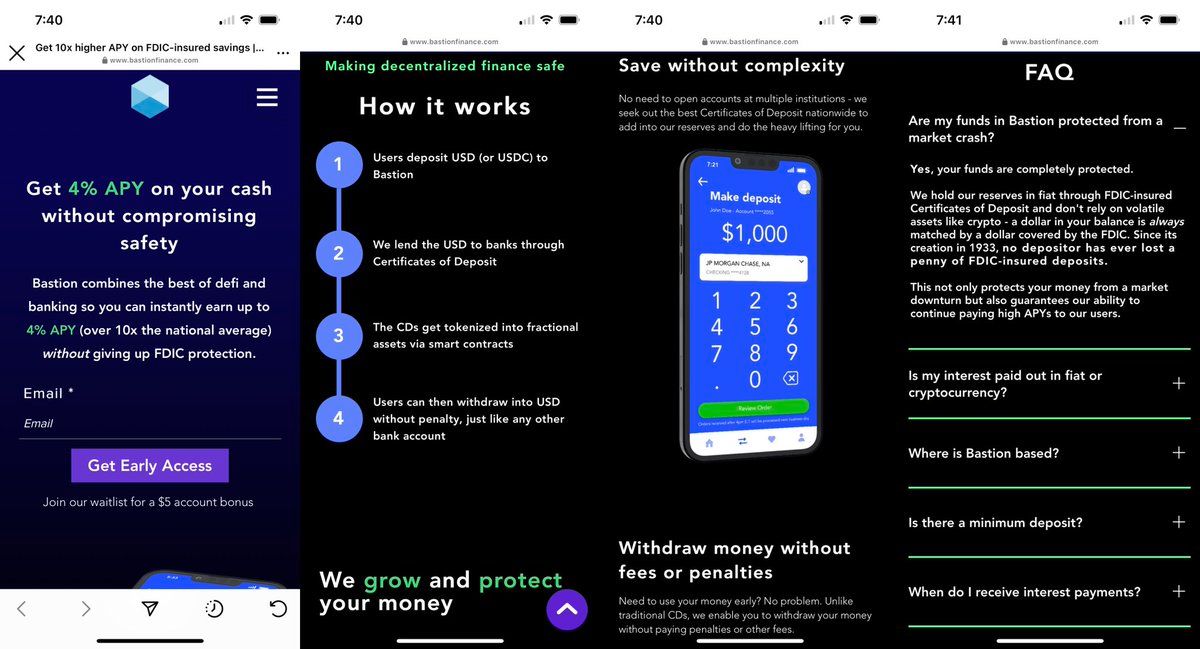 7:40
Get 10x higher APY on FDIC-insured savings |...
www.bastionfinance.com
Get 4% APY on your cash
without compromising
safety
Bastion combines the best of defi and
banking so you can instantly earn up to
4% APY (over 10x the national average)
without giving up FDIC protection.
Email *
Email
Get Early Access
Join our waitlist for a $5 account bonus
7:40
www.bastionfinance.com
Making decentralized finance safe
How it works
1
Users deposit USD (or USDC) to
Bastion
2
We lend the USD to banks through
Certificates of Deposit
3
The CDs get tokenized into fractional
assets via smart contracts
4
Users can then withdraw into USD
without penalty, just like any other
bank account
We grow and protect
your money
7:40
www.bastionfinance.com
Save without complexity
No need to open accounts at multiple institutions - we
seek out the best Certificates of Deposit nationwide to
add into our reserves and do the heavy lifting for you.
7:21
Make deposit
John Doe - Account ****2055
$1,000
JP MORGAN CHASE, NA
1 2 3
4 5 6
7 8 9
. 0
Review Order
Withdraw money without
fees or penalties
Need to use your money early? No problem. Unlike
traditional CDs, we enable you to withdraw your money
without paying penalties or other fees.
7:41
www.bastionfinance.com
FAQ
Are my funds in Bastion protected from a
market crash?
Yes, your funds are completely protected.
We hold our reserves in fiat through FDIC-insured
Certificates of Deposit and don't rely on volatile
assets like crypto - a dollar in your balance is always
matched by a dollar covered by the FDIC. Since its
creation in 1933, no depositor has ever lost a
penny of FDIC-insured deposits.
This not only protects your money from a market
downturn but also guarantees our ability to
continue paying high APYs to our users.
Is my interest paid out in fiat or
cryptocurrency?
Where is Bastion based?
Is there a minimum deposit?
When do I receive interest payments?